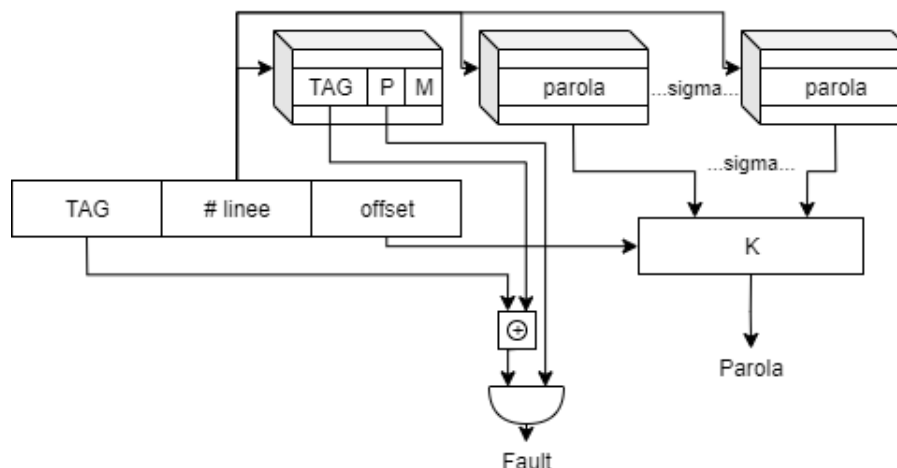 TAG P M
parola
...sigma...
parola
...sigma...
TAG # linee offset
K
Parola
Fault